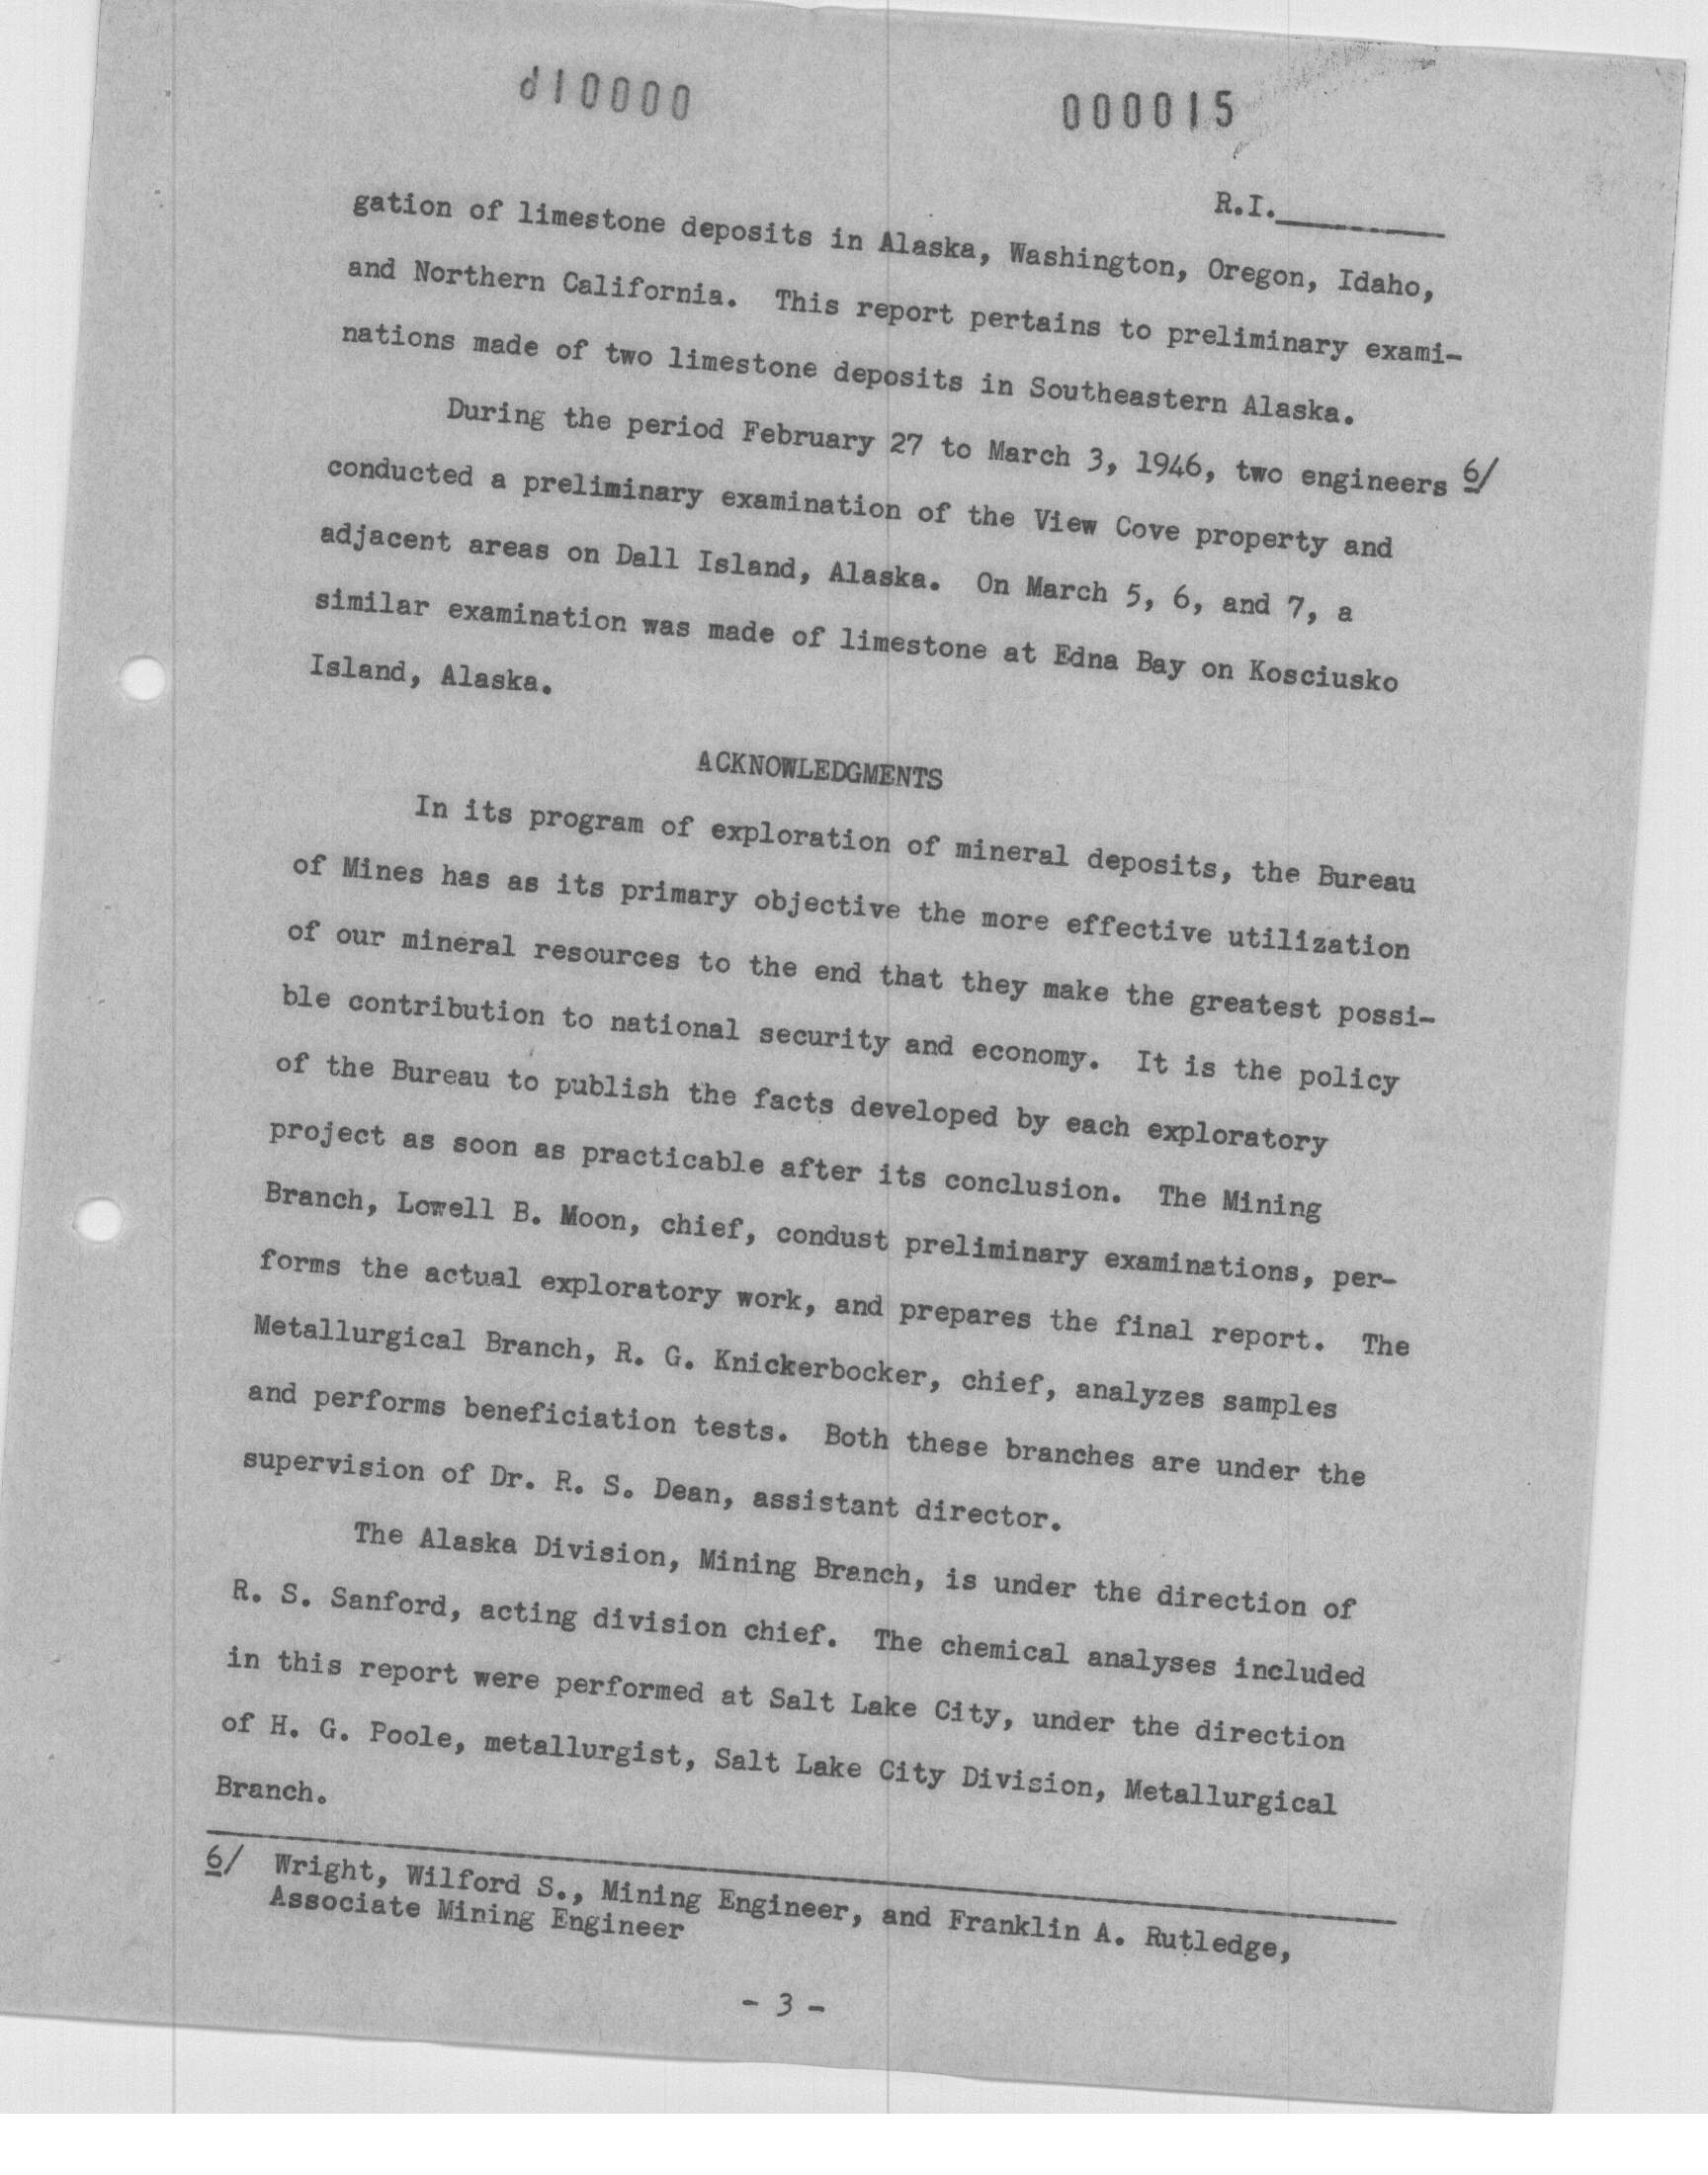 d10000 000015
R.I.
gation of limestone deposits in Alaska, Washington, Oregon, Idaho,
and Northern California. This report pertains to preliminary exami-
nations made of two limestone deposits in Southeastern Alaska.
During the period February 27 to March 3, 1946, two engineers 6/
conducted a preliminary examination of the View Cove property and
adjacent areas on Dall Island, Alaska. On March 5, 6, and 7, a
similar examination was made of limestone at Edna Bay on Kosciusko
Island, Alaska.
ACKNOWLEDGMENTS
In its program of exploration of mineral deposits, the Bureau
of Mines has as its primary objective the more effective utilization
of our mineral resources to the end that they make the greatest possi-
ble contribution to national security and economy. It is the policy
of the Bureau to publish the facts developed by each exploratory
project as soon as practicable after its conclusion. The Mining
Branch, Lowell B. Moon, chief, condust preliminary examinations, per-
forms the actual exploratory work, and prepares the final report. The
Metallurgical Branch, R. G. Knickerbocker, chief, analyzes samples
and performs beneficiation tests. Both these branches are under the
supervision of Dr. R. S. Dean, assistant director.
The Alaska Division, Mining Branch, is under the direction of
R. S. Sanford, acting division chief. The chemical analyses included
in this report were performed at Salt Lake City, under the direction
of H. G. Poole, metallurgist, Salt Lake City Division, Metallurgical
Branch.
6/ Wright, Wilford S., Mining Engineer, and Franklin A. Rutledge,
Associate Mining Engineer
- 3 -